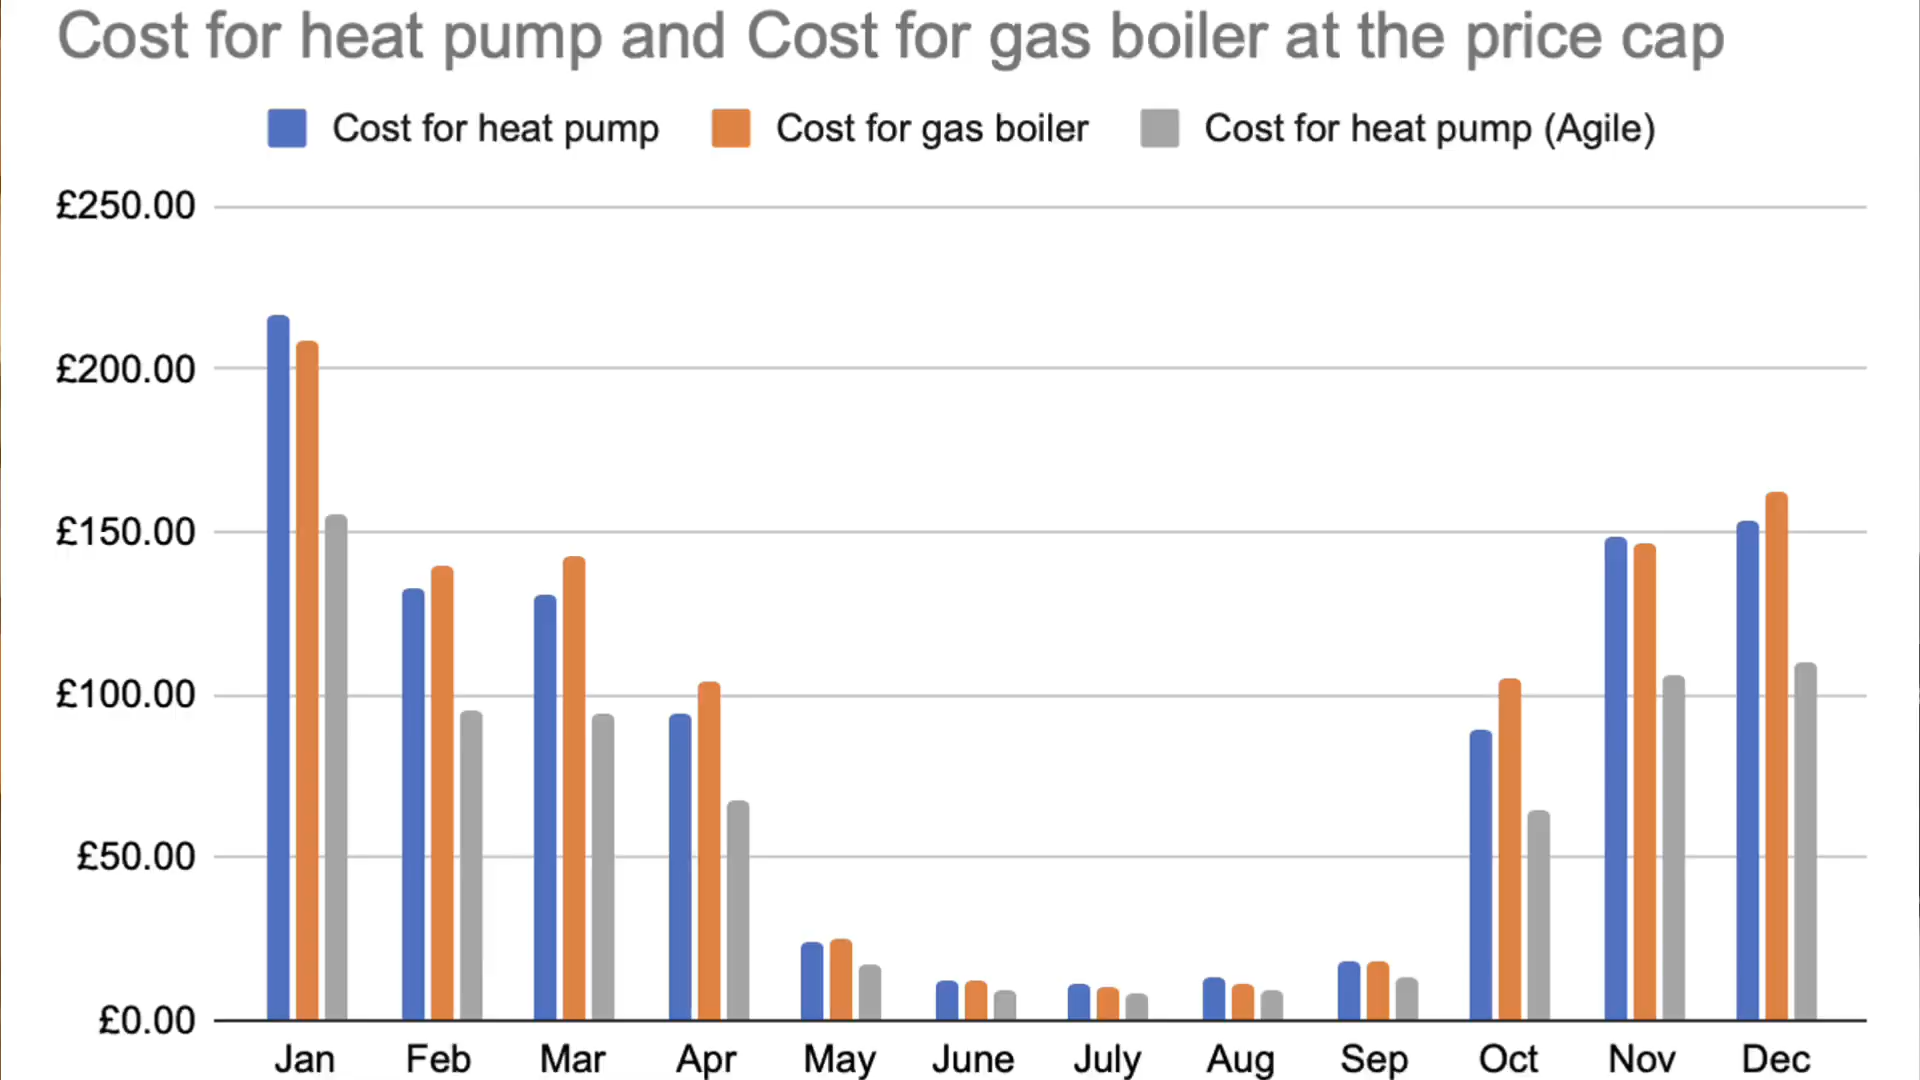 Cost for heat pump and Cost for gas boiler at the price cap
Cost for heat pump Cost for gas boiler Cost for heat pump (Agile)
£250.00
£200.00
£150.00
£100.00
£50.00
£0.00
Jan Feb Mar Apr May June July Aug Sep Oct Nov Dec